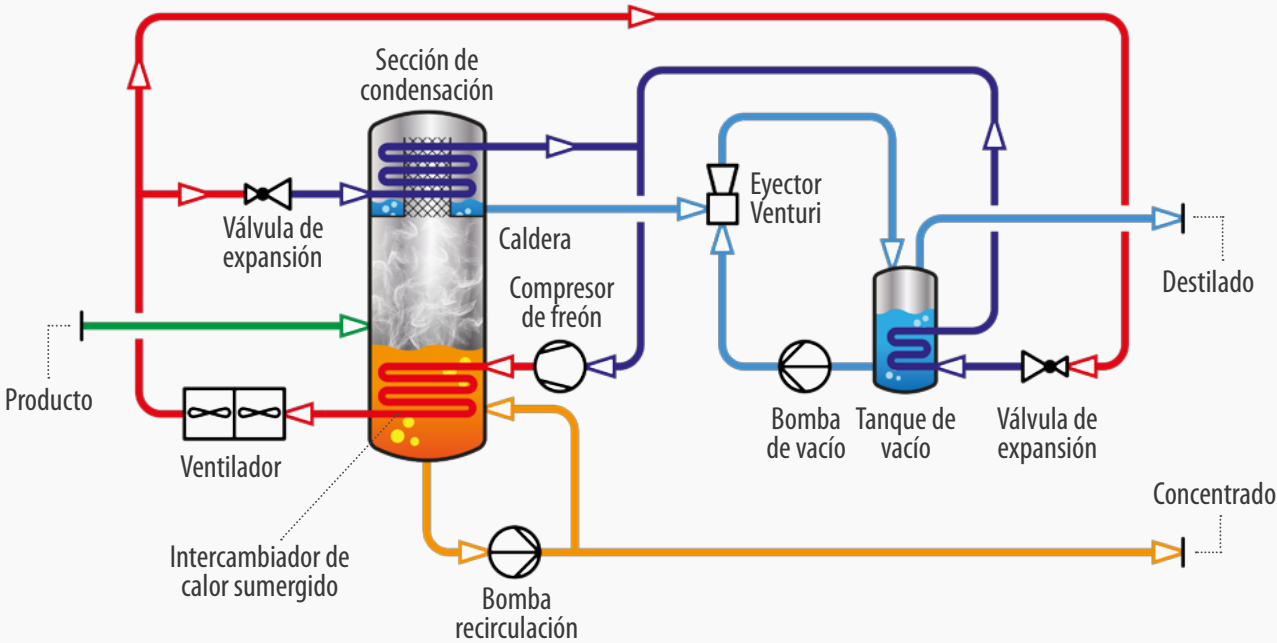 Sección de
condensación
Eyector
Venturi
Válvula de
expansión
Caldera
Compresor
de freón
Destilado
Producto
Ventilador
Bomba
de vacío
Tanque de
vacío
Válvula de
expansión
Concentrado
Intercambiador de
calor sumergido
Bomba
recirculación